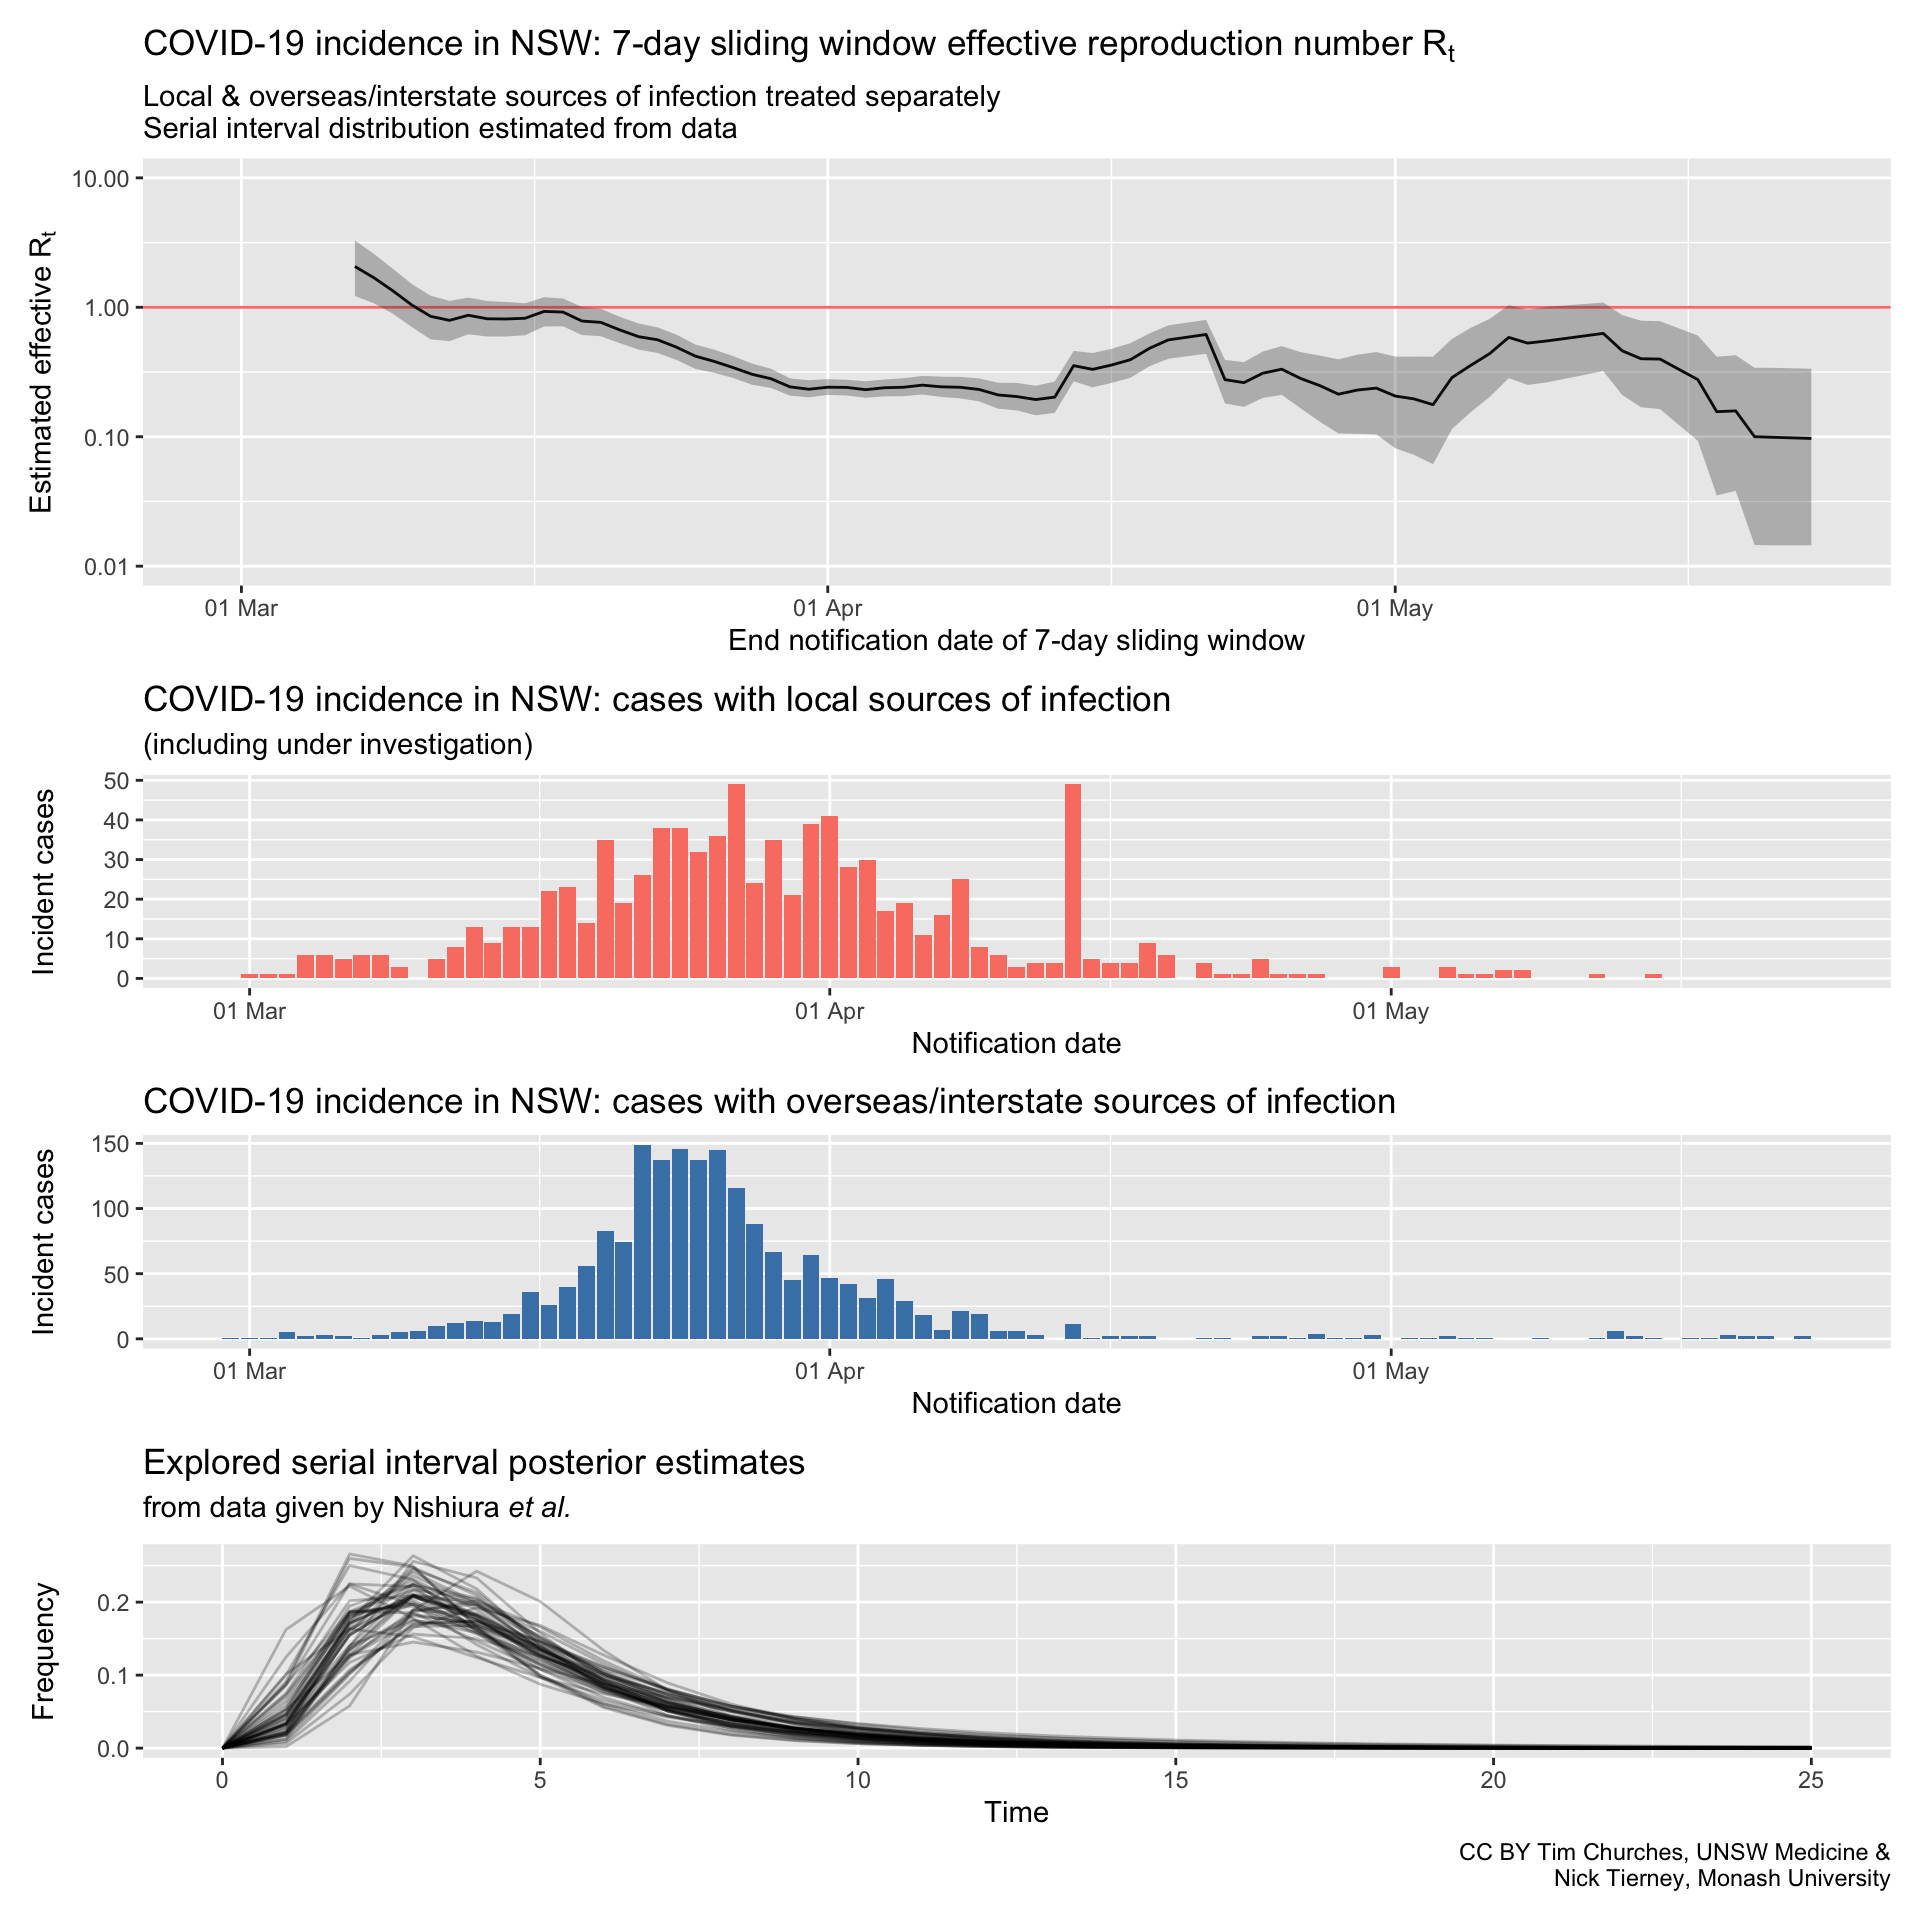 COVID-19 incidence in NSW: 7-day sliding window effective reproduction number Rt
Local & overseas/interstate sources of infection treated separately
Serial interval distribution estimated from data
Estimated effective Rt
10.00
1.00
0.10
0.01
01 Mar
01 Apr
01 May
End notification date of 7-day sliding window
COVID-19 incidence in NSW: cases with local sources of infection
(including under investigation)
Incident cases
50
40
30
20
10
0
01 Mar
01 Apr
01 May
Notification date
COVID-19 incidence in NSW: cases with overseas/interstate sources of infection
Incident cases
150
100
50
0
01 Mar
01 Apr
01 May
Notification date
Explored serial interval posterior estimates
from data given by Nishiura et al.
Frequency
0.2
0.1
0.0
0
5
10
15
20
25
Time
CC BY Tim Churches, UNSW Medicine &
Nick Tierney, Monash University